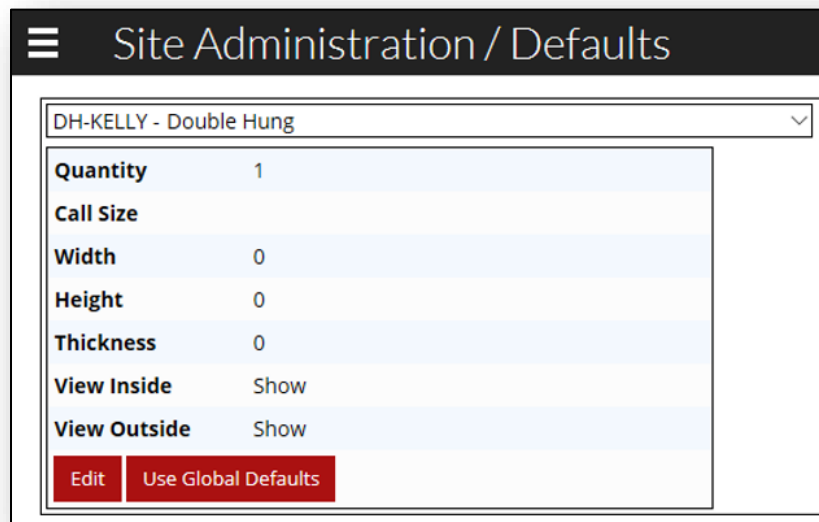 Site Administration / Defaults
DH-KELLY - Double Hung
Quantity 1
Call Size
Width 0
Height 0
Thickness 0
View Inside Show
View Outside Show
Edit Use Global Defaults